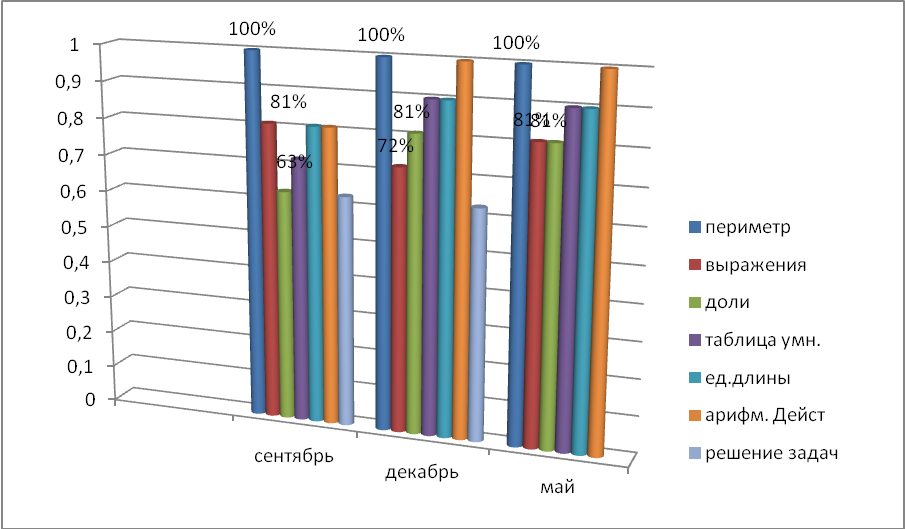 100%
100%
100%
81%
63%
81%
72%
81%
81%
1
0,9
0,8
0,7
0,6
0,5
0,4
0,3
0,2
0,1
0
сентябрь
декабрь
май
периметр
выражения
доли
таблица умн.
ед.длины
арифм. Дейст
решение задач